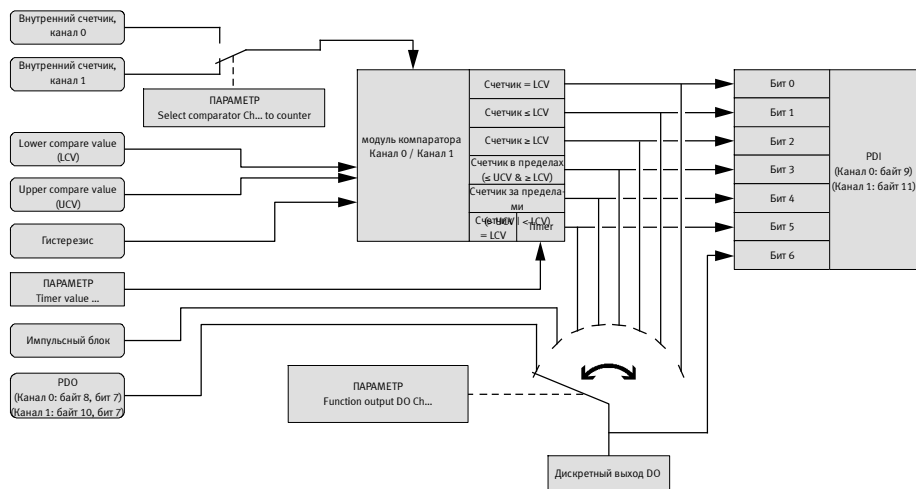 Внутренний счетчик,
канал 0
Внутренний счетчик,
канал 1
ПАРАМЕТР
Select comparator Ch... to counter
Lower compare value
(LCV)
Upper compare value
(UCV)
Гистерезис
ПАРАМЕТР
Timer value ...
Импульсный блок
PDO
(Канал 0: байт 8, бит 7)
(Канал 1: байт 10, бит 7)
модуль компаратора
Канал 0 / Канал 1
Счетчик = LCV
Счетчик ≤ LCV
Счетчик ≥ LCV
Счетчик в пределах
(≤ UCV & ≥ LCV)
Счетчик за предела-
ми
(> UCV | < LCV)
Счетчик
= LCV
Timer
Бит 0
Бит 1
Бит 2
Бит 3
Бит 4
Бит 5
Бит 6
PDI
(Канал 0: байт 9)
(Канал 1: байт 11)
ПАРАМЕТР
Function output DO Ch...
Дискретный выход DO